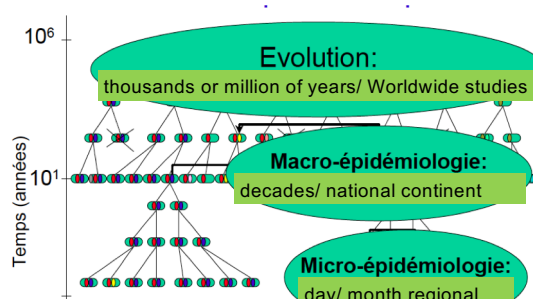 10⁶
Evolution:
thousands or million of years/ Worldwide studies
Temps (années)
10¹
Macro-épidémiologie:
decades/ national continent
Micro-épidémiologie:
day/ month regional